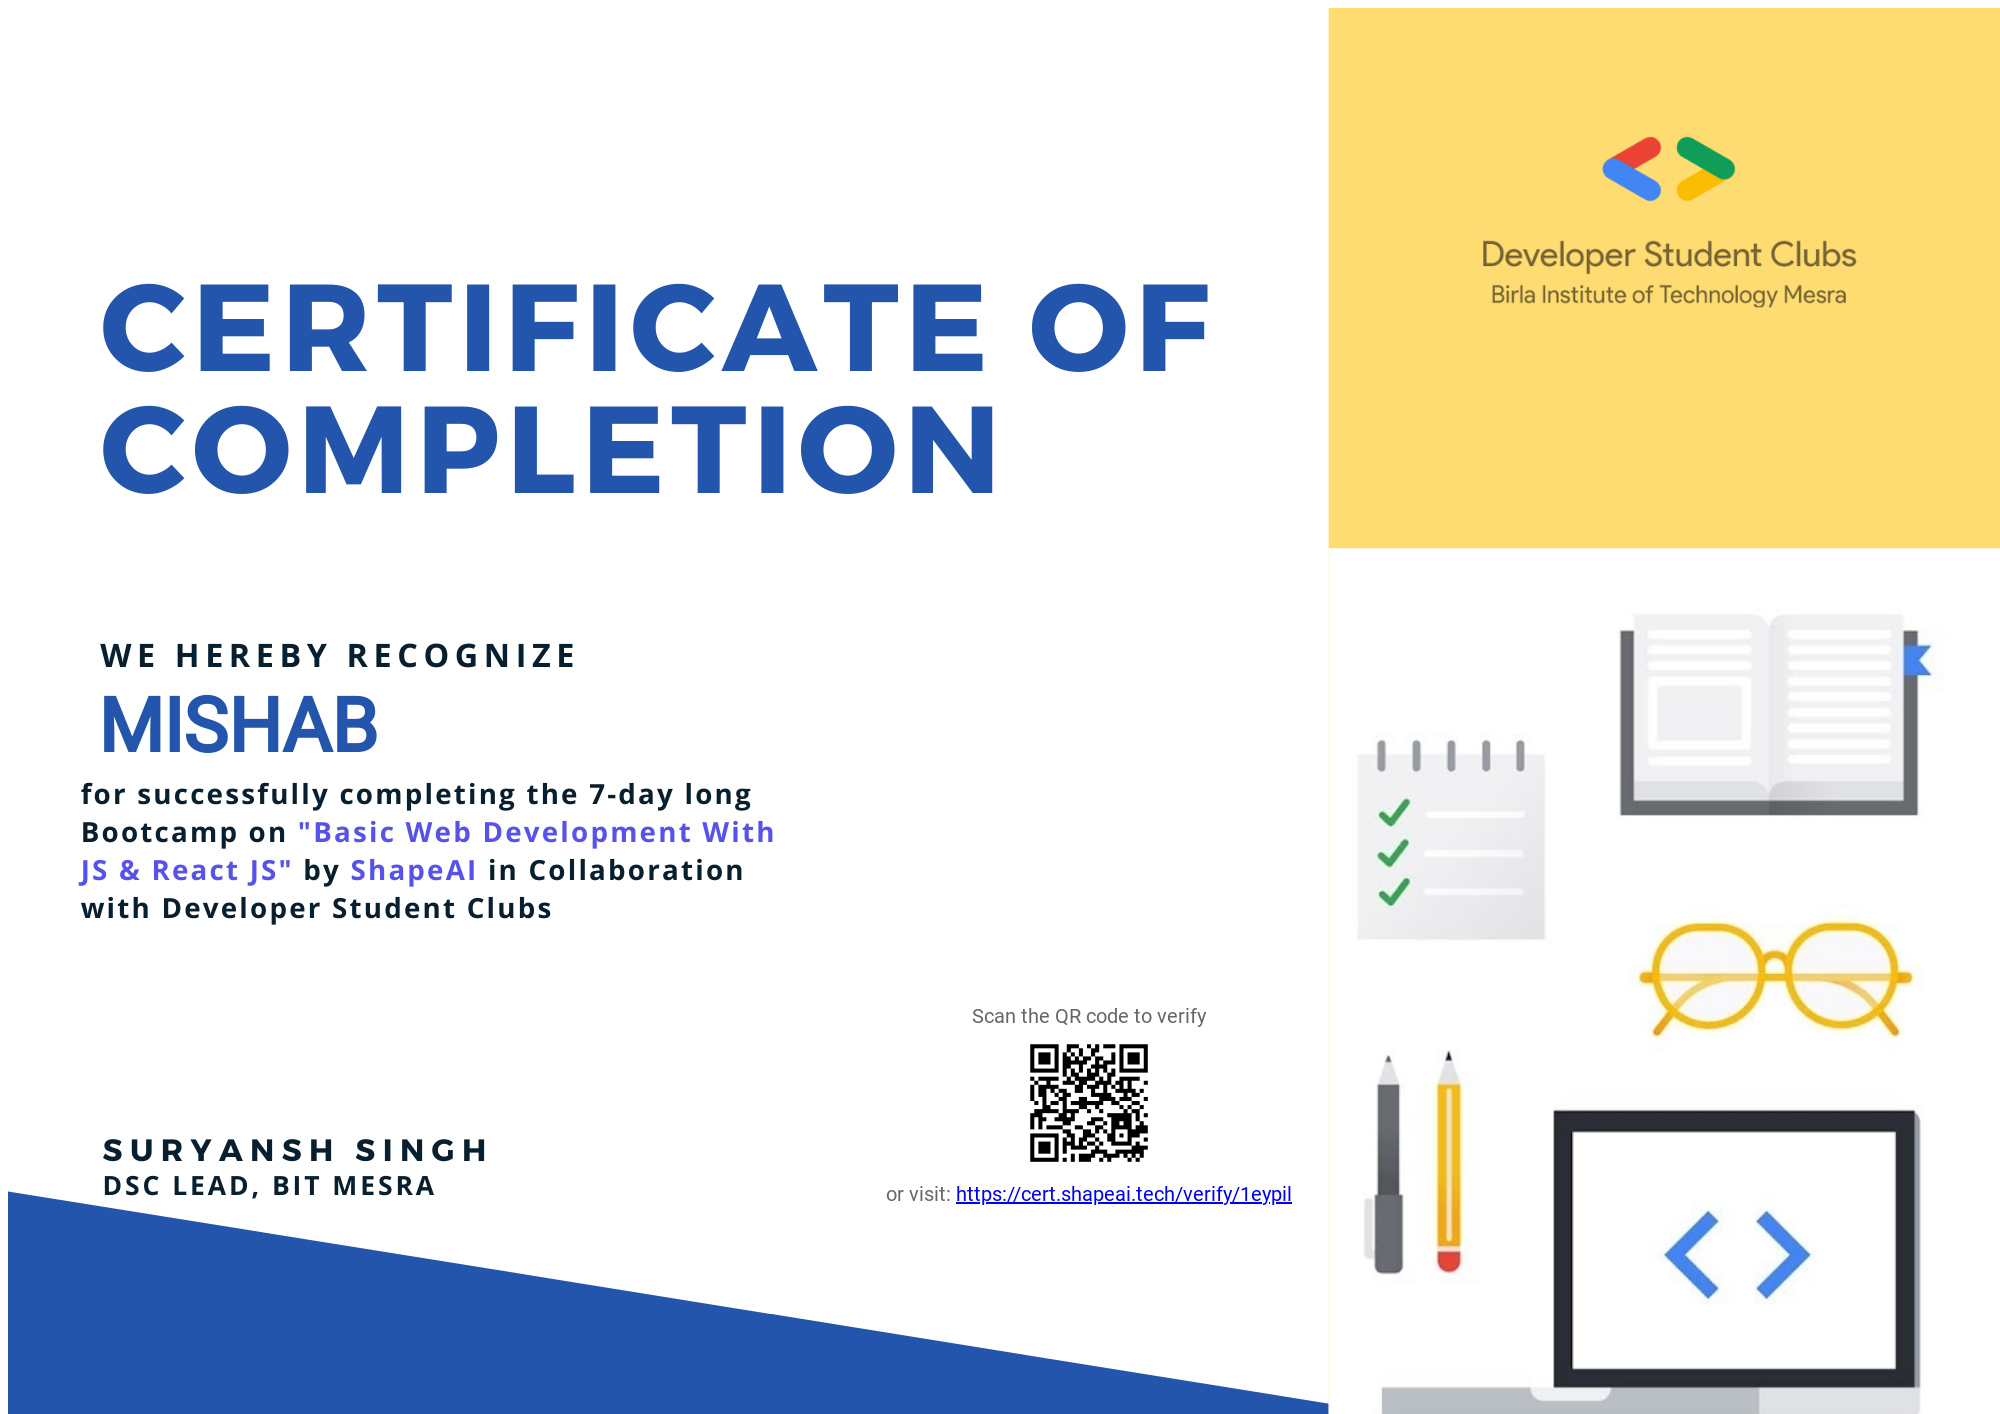 CERTIFICATE OF
COMPLETION
WE HEREBY RECOGNIZE
MISHAB
for successfully completing the 7-day long
Bootcamp on "Basic Web Development With
JS & React JS" by ShapeAI in Collaboration
with Developer Student Clubs
Scan the QR code to verify
or visit: https://cert.shapeai.tech/verify/1eypil
SURYANSH SINGH
DSC LEAD, BIT MESRA
Developer Student Clubs
Birla Institute of Technology Mesra